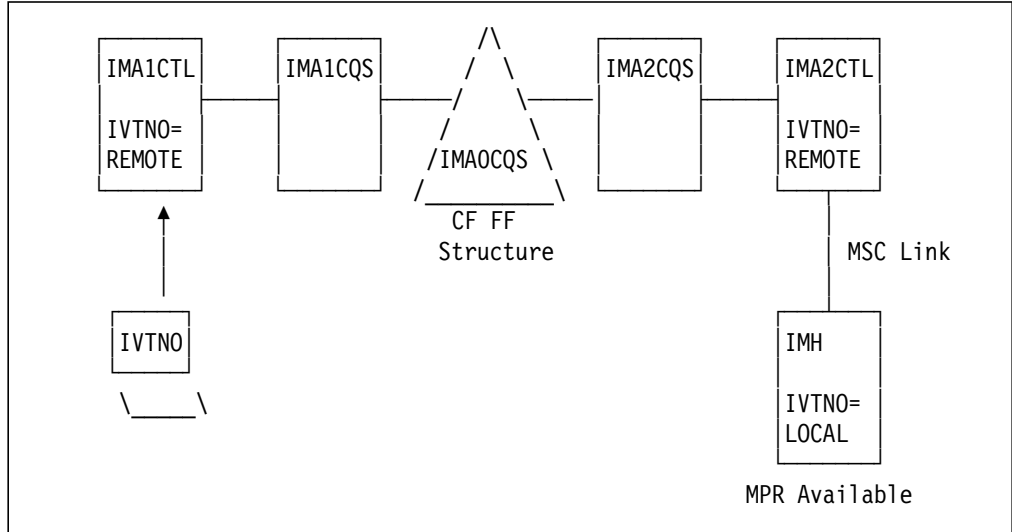 IMA1CTL
IVTNO=
REMOTE
IMA1CQS
IMA0CQS
CF FF
Structure
IMA2CQS
IMA2CTL
IVTNO=
REMOTE
MSC Link
IVTNO
IMH
IVTNO=
LOCAL
MPR Available